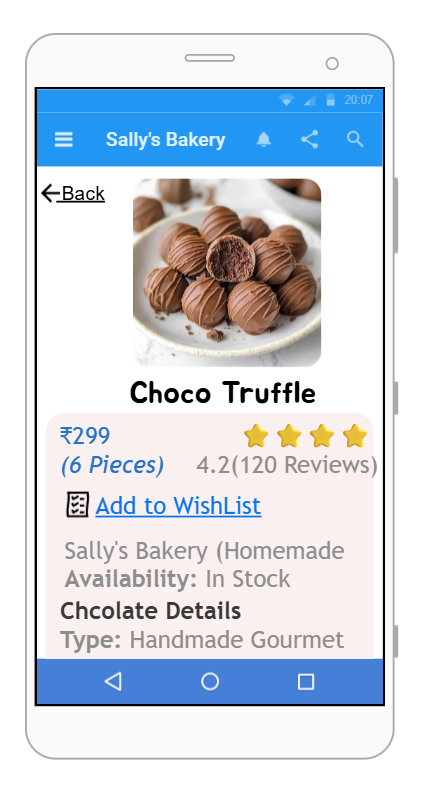 20:07
Sally's Bakery
Back
Choco Truffle
₹299
(6 Pieces) 4.2(120 Reviews)
Add to WishList
Sally's Bakery (Homemade
Availability: In Stock
Chcolate Details
Type: Handmade Gourmet